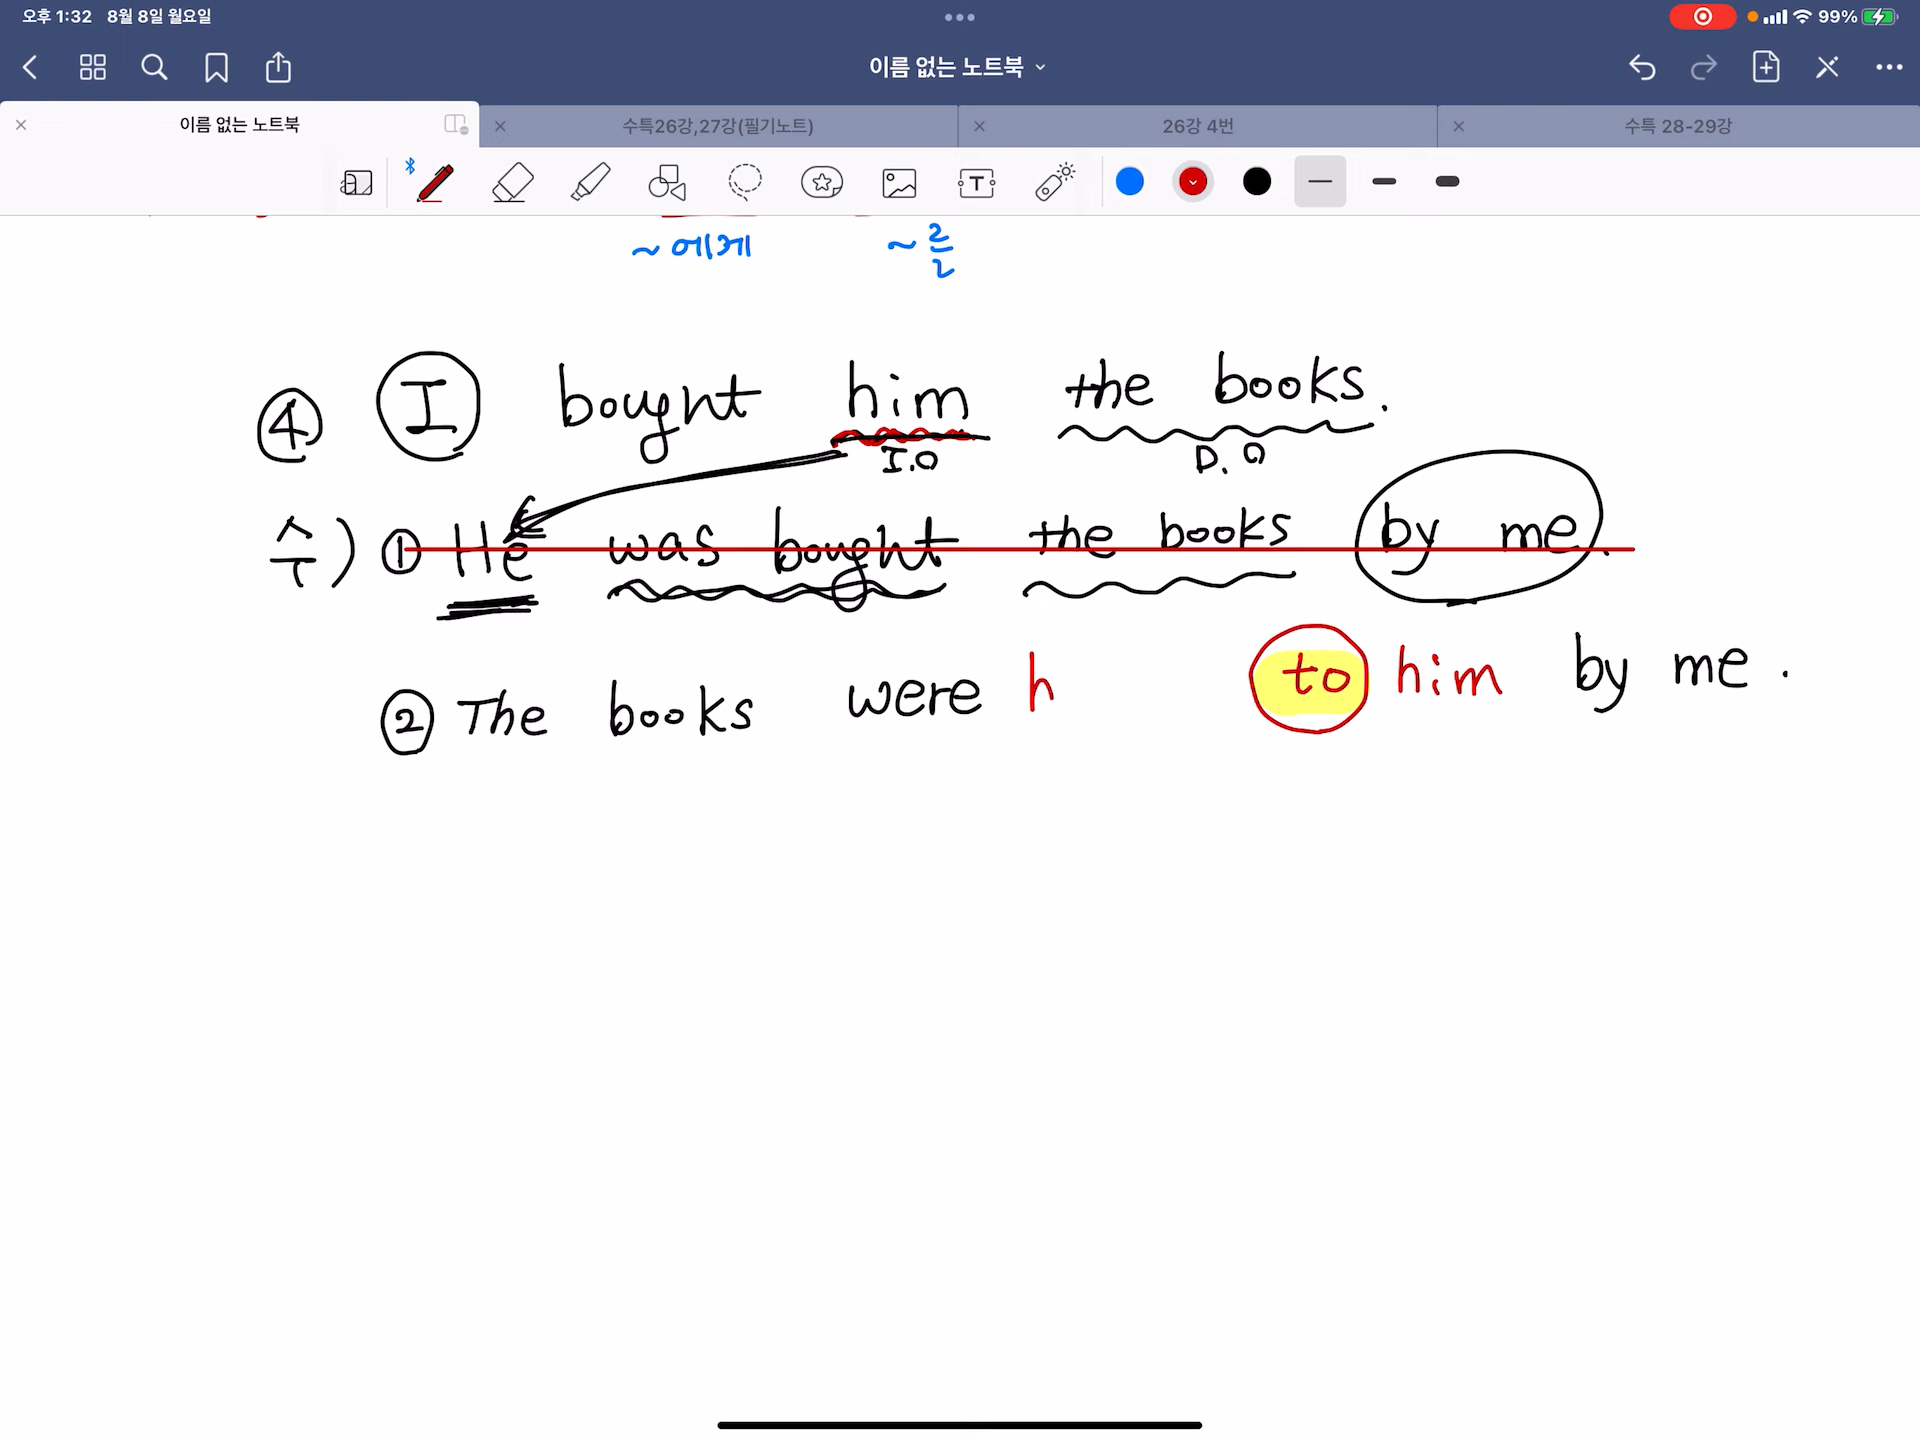 오후 1:32 8월 8일 월요일 99%
이름 없는 노트북
이름 없는 노트북 수특26강,27강(필기노트) 26강 4번 수특 28-29강
~에게 ~를
④ I bought him the books.
I.O D.O
수) ① He was bought the books by me.
② The books were h to him by me.